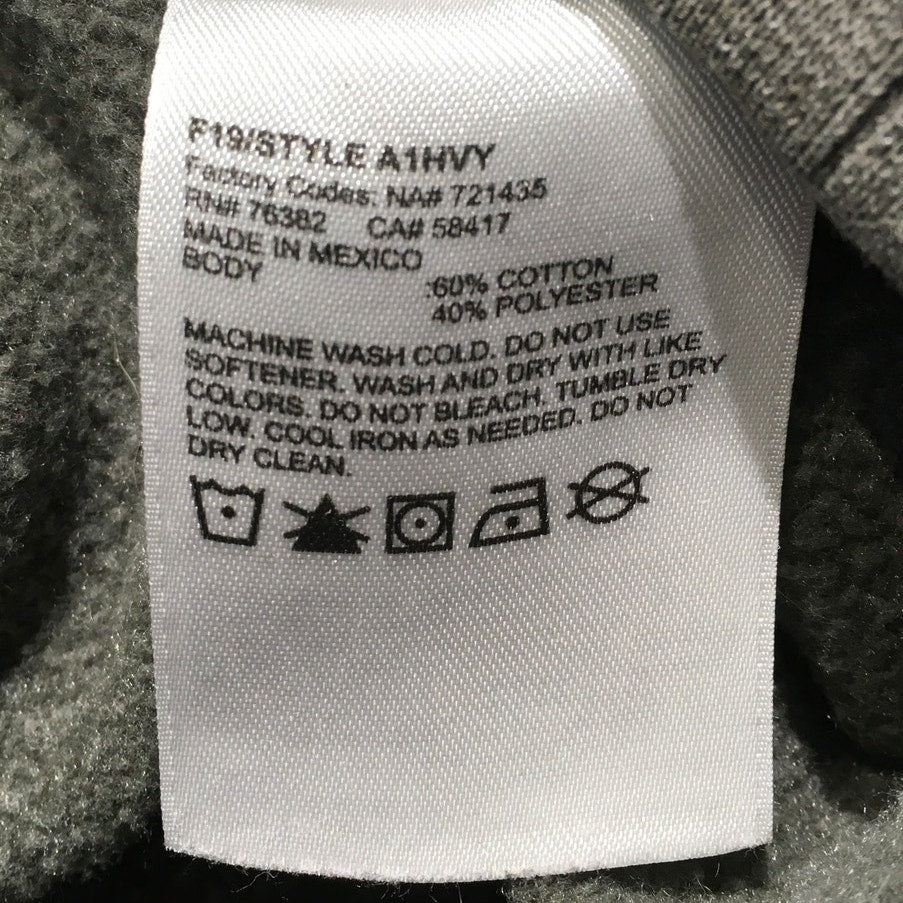 F19/STYLE A1HVY
Factory Codes: NA# 721435
RN# 76382 CA# 58417
MADE IN MEXICO
BODY :60% COTTON
40% POLYESTER
MACHINE WASH COLD. DO NOT USE
SOFTENER. WASH AND DRY WITH LIKE
COLORS. DO NOT BLEACH. TUMBLE DRY
LOW. COOL IRON AS NEEDED. DO NOT
DRY CLEAN.